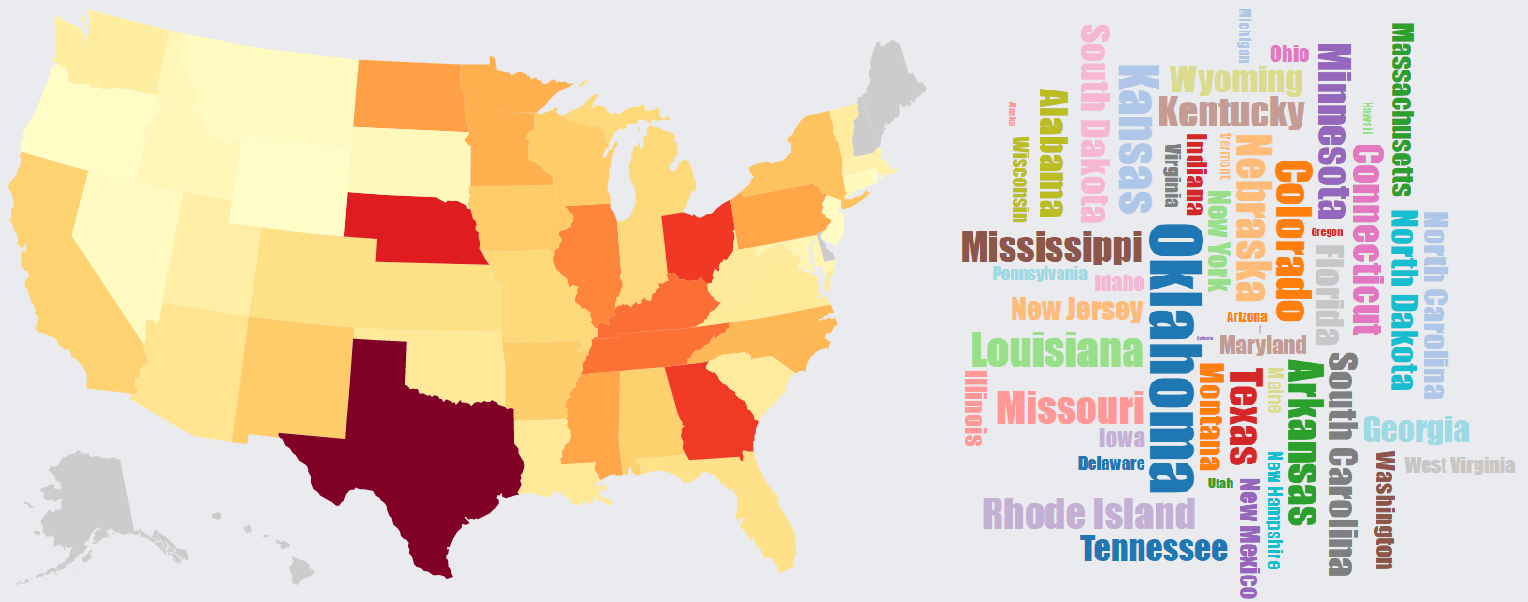 Michigan
Ohio
Minnesota
Massachusetts
South Dakota
Kansas
Wyoming
Kentucky
Alabama
Alaska
Hawaii
Wisconsin
Virginia
Indiana
Vermont
Nebraska
Colorado
Connecticut
New York
Oklahoma
North Dakota
North Carolina
Mississippi
Oregon
Florida
Pennsylvania
Idaho
New Jersey
Arizona
Maryland
California
Louisiana
Illinois
Missouri
Montana
Texas
Maine
Arkansas
South Carolina
Georgia
Iowa
Delaware
Utah
New Mexico
New Hampshire
Washington
West Virginia
Rhode Island
Tennessee